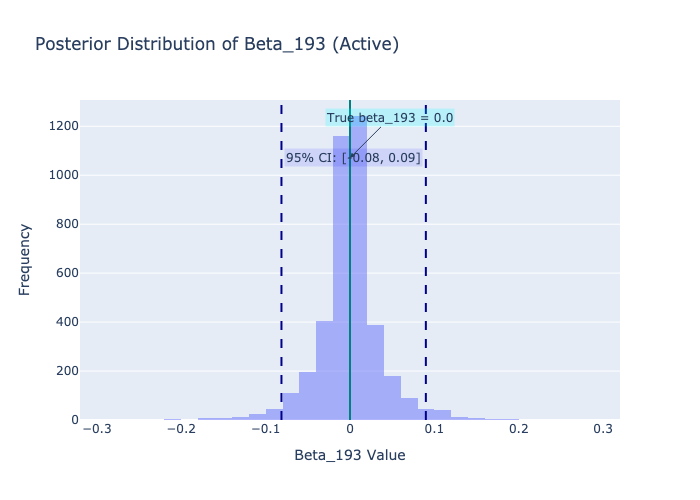 Posterior Distribution of Beta_193 (Active)
True beta_193 = 0.0
95% CI: [-0.08, 0.09]
Frequency
1200
1000
800
600
400
200
0
−0.3 −0.2 −0.1 0 0.1 0.2 0.3
Beta_193 Value